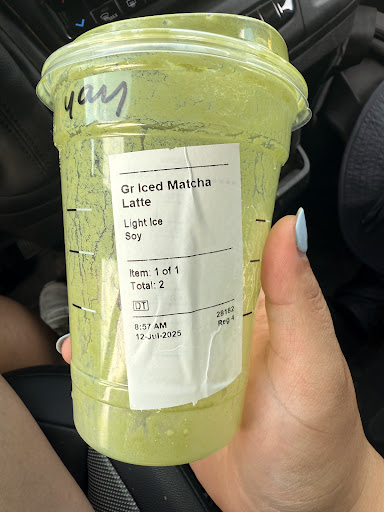 yay
Gr Iced Matcha
Latte
Light Ice
Soy
Item: 1 of 1
Total: 2
DT
8:57 AM 28162
12-Jul-2025 Reg 4